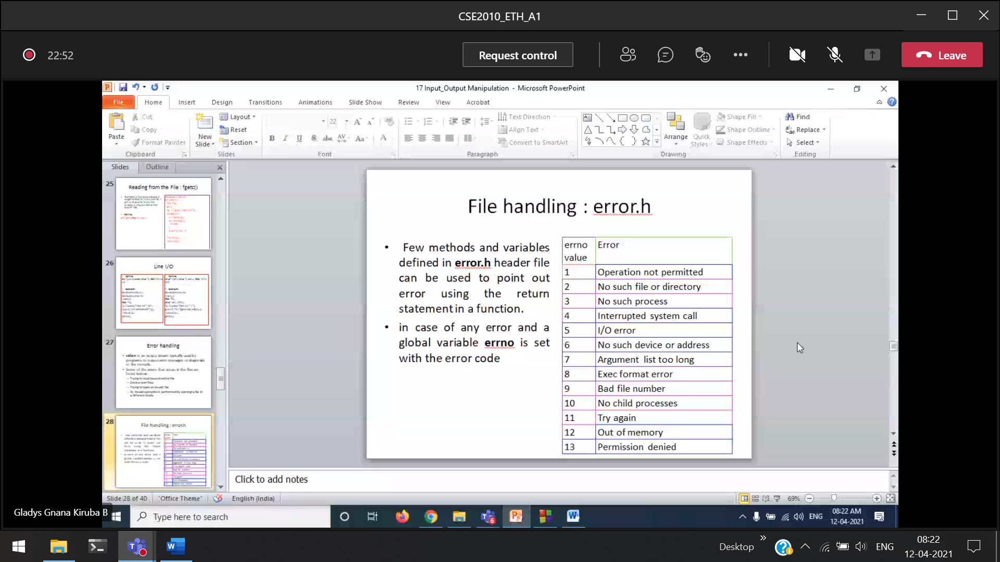 CSE2010_ETH_A1
22:52
Request control
Leave
17 Input_Output Manipulation - Microsoft PowerPoint
File
Home
Insert
Design
Transitions
Animations
Slide Show
Review
View
Acrobat
Paste
Cut
Copy
Format Painter
Clipboard
New
Slide
Layout
Reset
Section
Slides
22
Font
Text Direction
Align Text
Convert to SmartArt
Paragraph
Arrange
Quick
Styles
Shape Fill
Shape Outline
Shape Effects
Drawing
Find
Replace
Select
Editing
Slides
Outline
25
Reading from the File : fgetc()
26
Line I/O
27
Error handling
28
File handling : error.h
File handling : error.h
• Few methods and variables
defined in error.h header file
can be used to point out
error using the return
statement in a function.
• in case of any error and a
global variable errno is set
with the error code
errno
value
Error
1 Operation not permitted
2 No such file or directory
3 No such process
4 Interrupted system call
5 I/O error
6 No such device or address
7 Argument list too long
8 Exec format error
9 Bad file number
10 No child processes
11 Try again
12 Out of memory
13 Permission denied
Click to add notes
Slide 28 of 40
"Office Theme"
English (India)
69%
Gladys Gnana Kiruba B
Type here to search
ENG
08:22 AM
12-04-2021
Desktop
ENG
08:22
12-04-2021